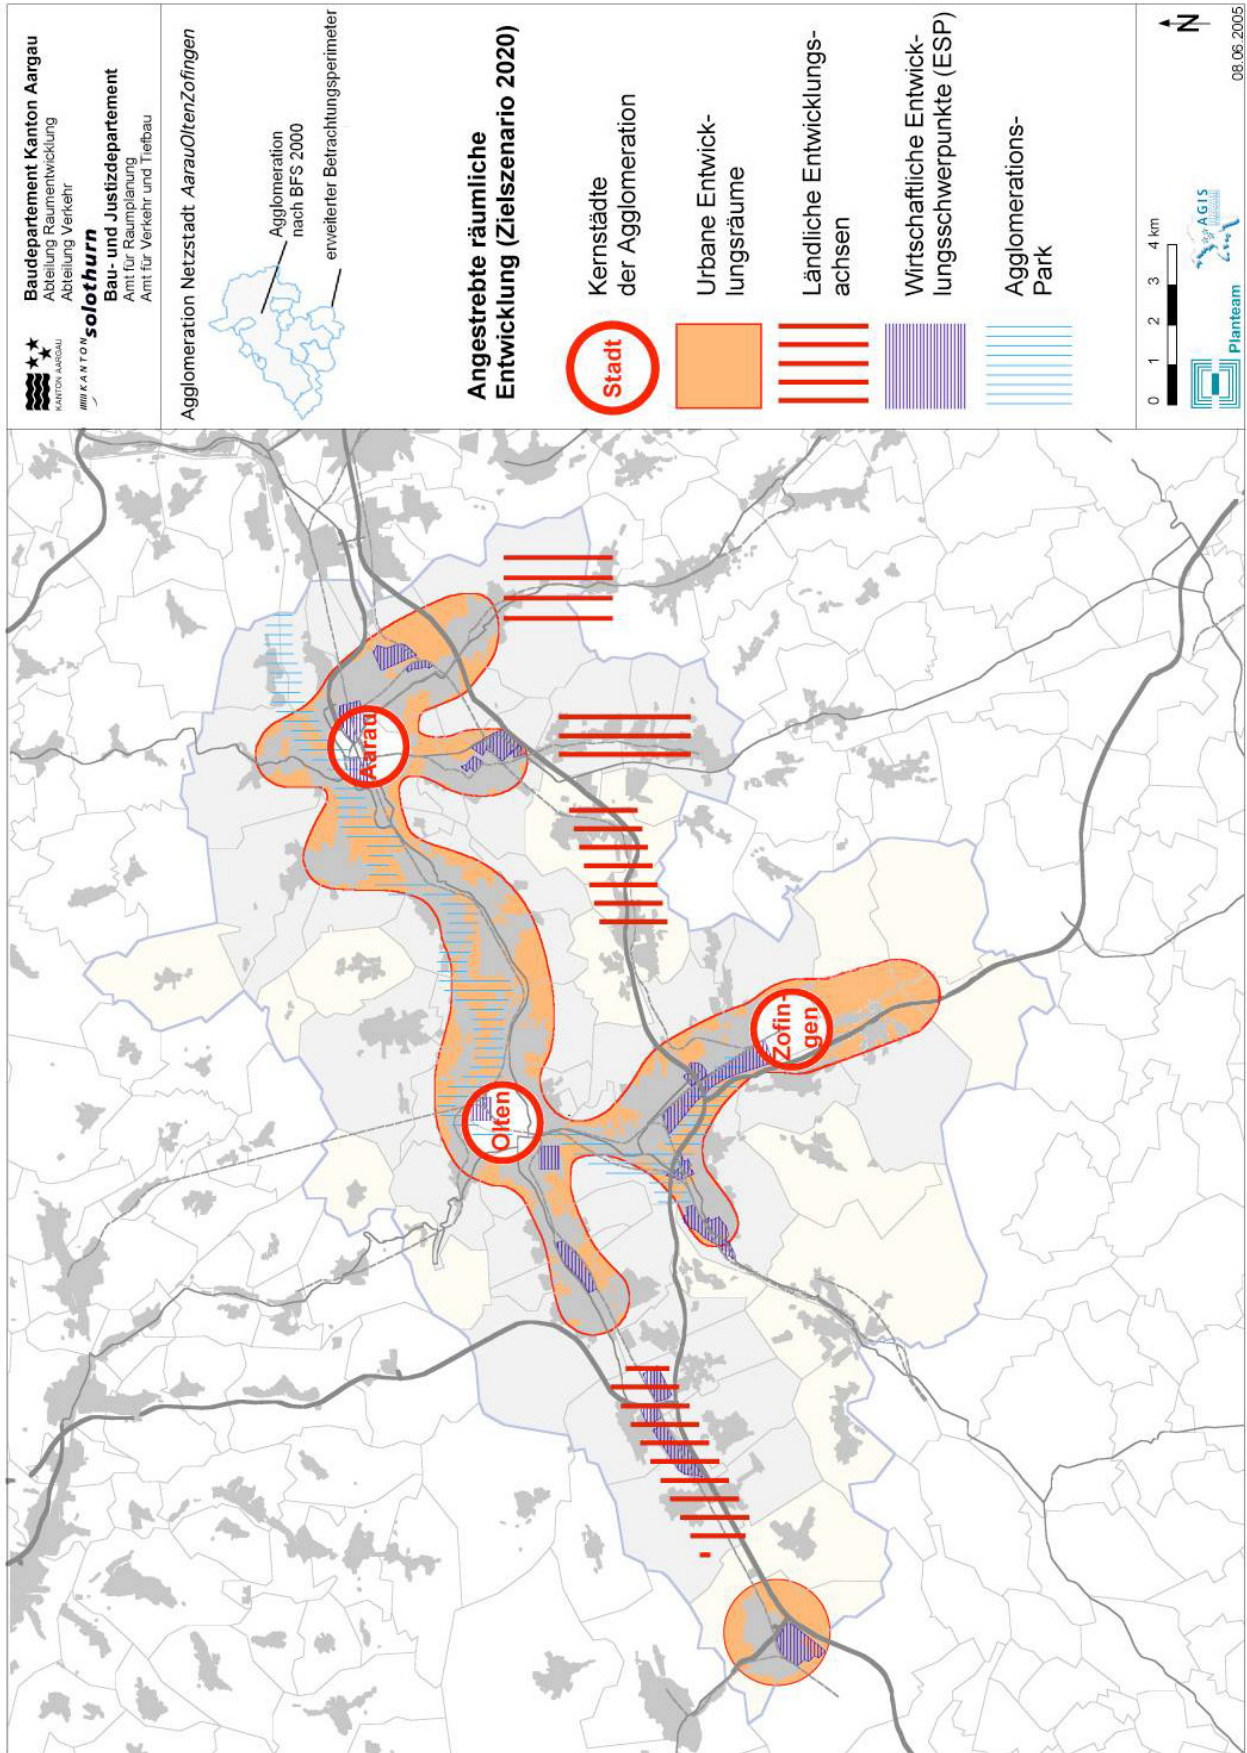 Baudepartement Kanton Aargau
Abteilung Raumentwicklung
Abteilung Verkehr
KANTON AARGAU
KANTON solothurn
Bau- und Justizdepartement
Amt für Raumplanung
Amt für Verkehr und Tiefbau
Agglomeration Netzstadt AarauOltenZofingen
Agglomeration
nach BFS 2000
erweiterter Betrachtungsperimeter
Angestrebte räumliche
Entwicklung (Zielszenario 2020)
Stadt
Kernstädte
der Agglomeration
Urbane Entwick-
lungsräume
Ländliche Entwicklungs-
achsen
Wirtschaftliche Entwick-
lungsschwerpunkte (ESP)
Agglomerations-
Park
0 1 2 3 4 km
N
Planteam
AGIS
08.06.2005
Aarau
Olten
Zofin-
gen